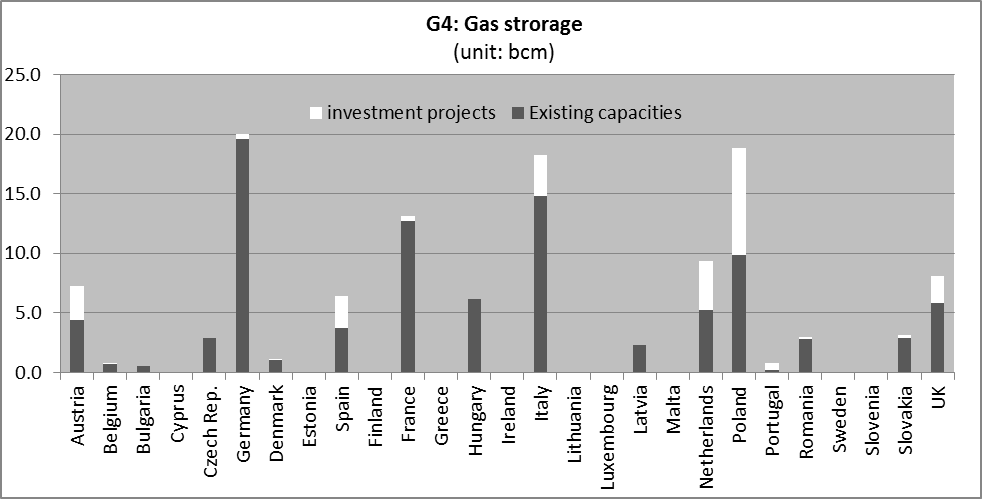 G4: Gas strorage
(unit: bcm)
25.0
20.0
15.0
10.0
5.0
0.0
investment projects
Existing capacities
Austria
Belgium
Bulgaria
Cyprus
Czech Rep.
Germany
Denmark
Estonia
Spain
Finland
France
Greece
Hungary
Ireland
Italy
Lithuania
Luxembourg
Latvia
Malta
Netherlands
Poland
Portugal
Romania
Sweden
Slovenia
Slovakia
UK